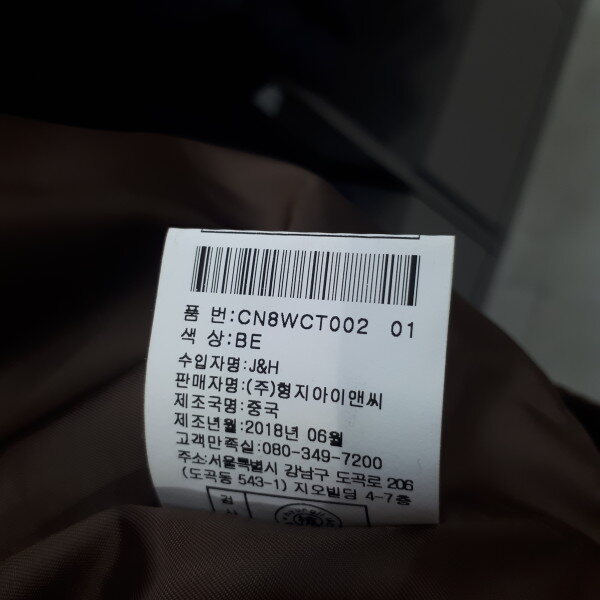 품 번:CN8WCT002 01
색 상:BE
수입자명:J&H
판매자명:(주)형지아이앤씨
제조국명:중국
제조년월:2018년 06월
고객만족실:080-349-7200
주소:서울특별시 강남구 도곡로 206
(도곡동 543-1) 지오빌딩 4-7층
검